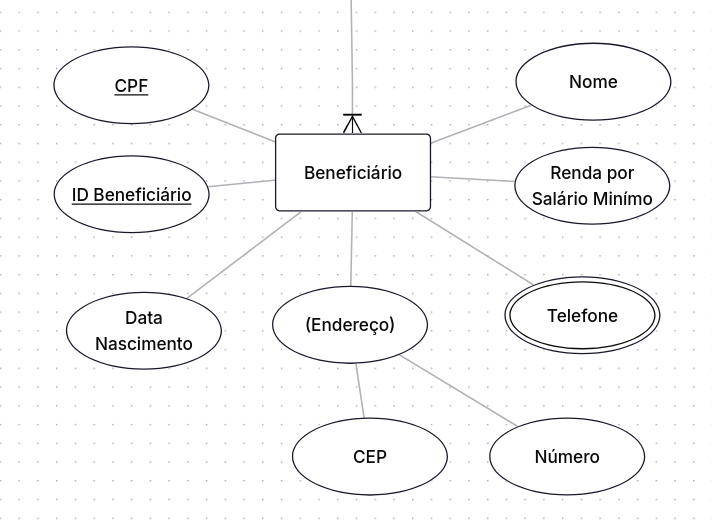 CPF
Nome
Beneficiário
Renda por
Salário Minímo
ID Beneficiário
Data
Nascimento
(Endereço)
Telefone
CEP
Número